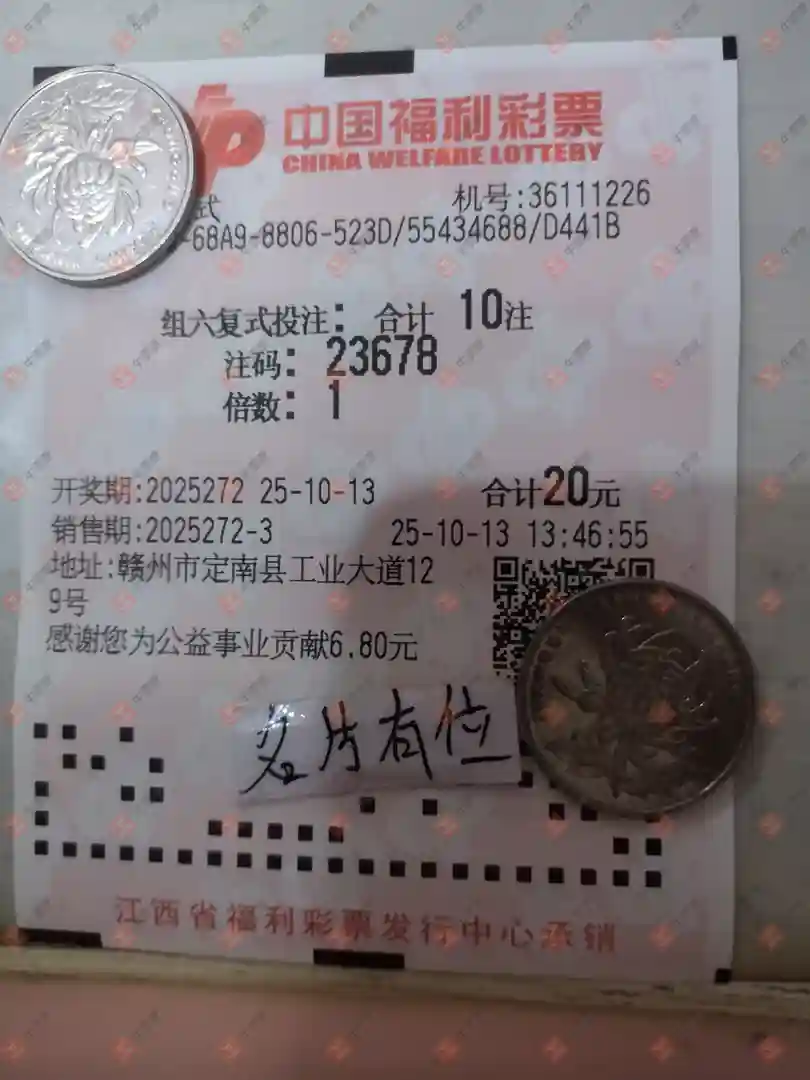 中国福利彩票
CHINA WELFARE LOTTERY
式 机号:36111226
-68A9-8806-523D/55434688/D441B
组六复式投注: 合计 10注
注码: 23678
倍数: 1
开奖期:2025272 25-10-13 合计20元
销售期:2025272-3 25-10-13 13:46:55
地址:赣州市定南县工业大道12
9号
感谢您为公益事业贡献6.80元
名片有位
江西省福利彩票发行中心承销